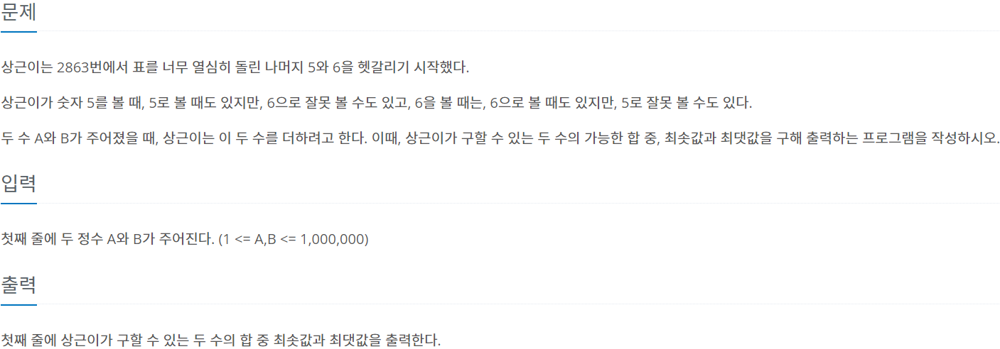 문제
상근이는 2863번에서 표를 너무 열심히 돌린 나머지 5와 6을 헷갈리기 시작했다.
상근이가 숫자 5를 볼 때, 5로 볼 때도 있지만, 6으로 잘못 볼 수도 있고, 6을 볼 때는, 6으로 볼 때도 있지만, 5로 잘못 볼 수도 있다.
두 수 A와 B가 주어졌을 때, 상근이는 이 두 수를 더하려고 한다. 이때, 상근이가 구할 수 있는 두 수의 가능한 합 중, 최솟값과 최댓값을 구해 출력하는 프로그램을 작성하시오.
입력
첫째 줄에 두 정수 A와 B가 주어진다. (1 <= A,B <= 1,000,000)
출력
첫째 줄에 상근이가 구할 수 있는 두 수의 합 중 최솟값과 최댓값을 출력한다.